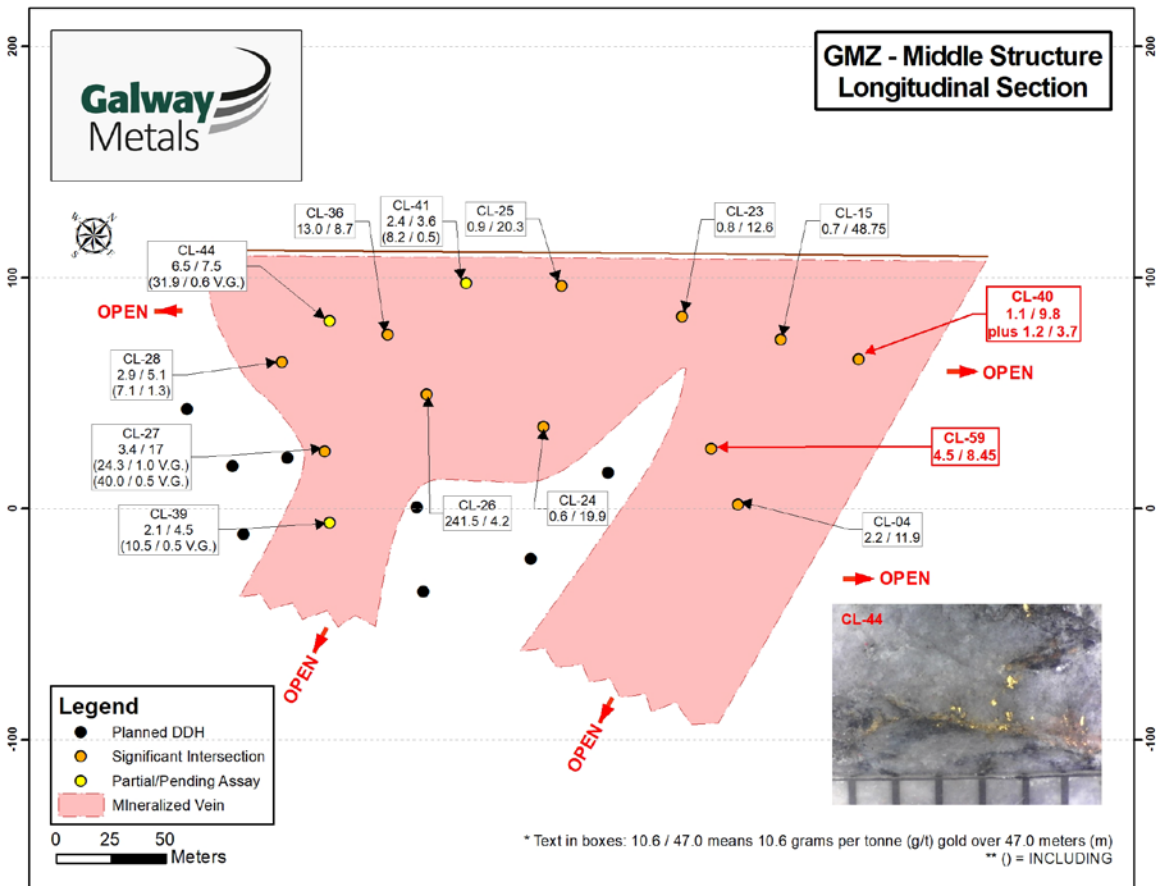 200
200
Galway
Metals
GMZ - Middle Structure
Longitudinal Section
W
N
S
E
CL-36
13.0 / 8.7
CL-41
2.4 / 3.6
(8.2 / 0.5)
CL-25
0.9 / 20.3
CL-23
0.8 / 12.6
CL-15
0.7 / 48.75
CL-44
6.5 / 7.5
(31.9 / 0.6 V.G.)
100
100
OPEN
CL-40
1.1 / 9.8
plus 1.2 / 3.7
OPEN
CL-28
2.9 / 5.1
(7.1 / 1.3)
CL-27
3.4 / 17
(24.3 / 1.0 V.G.)
(40.0 / 0.5 V.G.)
CL-59
4.5 / 8.45
CL-39
2.1 / 4.5
(10.5 / 0.5 V.G.)
CL-26
241.5 / 4.2
CL-24
0.6 / 19.9
CL-04
2.2 / 11.9
0
0
OPEN
OPEN
OPEN
CL-44
Legend
Planned DDH
Significant Intersection
Partial/Pending Assay
MIneralized Vein
-100
-100
0 25 50
Meters
* Text in boxes: 10.6 / 47.0 means 10.6 grams per tonne (g/t) gold over 47.0 meters (m)
** () = INCLUDING